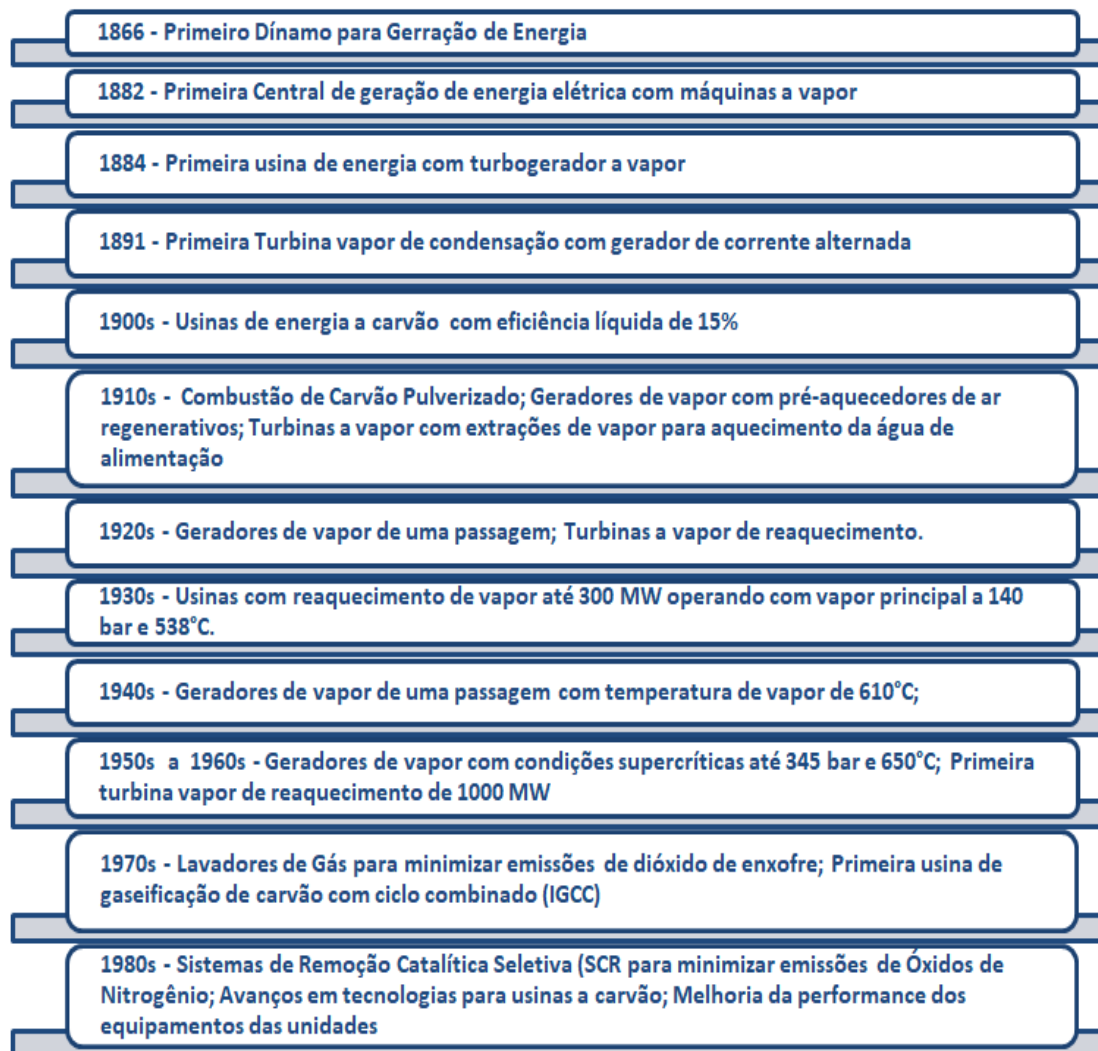 1866 - Primeiro Dínamo para Gerração de Energia
1882 - Primeira Central de geração de energia elétrica com máquinas a vapor
1884 - Primeira usina de energia com turbogerador a vapor
1891 - Primeira Turbina vapor de condensação com gerador de corrente alternada
1900s - Usinas de energia a carvão com eficiência líquida de 15%
1910s - Combustão de Carvão Pulverizado; Geradores de vapor com pré-aquecedores de ar
regenerativos; Turbinas a vapor com extrações de vapor para aquecimento da água de
alimentação
1920s - Geradores de vapor de uma passagem; Turbinas a vapor de reaquecimento.
1930s - Usinas com reaquecimento de vapor até 300 MW operando com vapor principal a 140
bar e 538°C.
1940s - Geradores de vapor de uma passagem com temperatura de vapor de 610°C;
1950s a 1960s - Geradores de vapor com condições supercríticas até 345 bar e 650°C; Primeira
turbina vapor de reaquecimento de 1000 MW
1970s - Lavadores de Gás para minimizar emissões de dióxido de enxofre; Primeira usina de
gaseificação de carvão com ciclo combinado (IGCC)
1980s - Sistemas de Remoção Catalítica Seletiva (SCR para minimizar emissões de Óxidos de
Nitrogênio; Avanços em tecnologias para usinas a carvão; Melhoria da performance dos
equipamentos das unidades